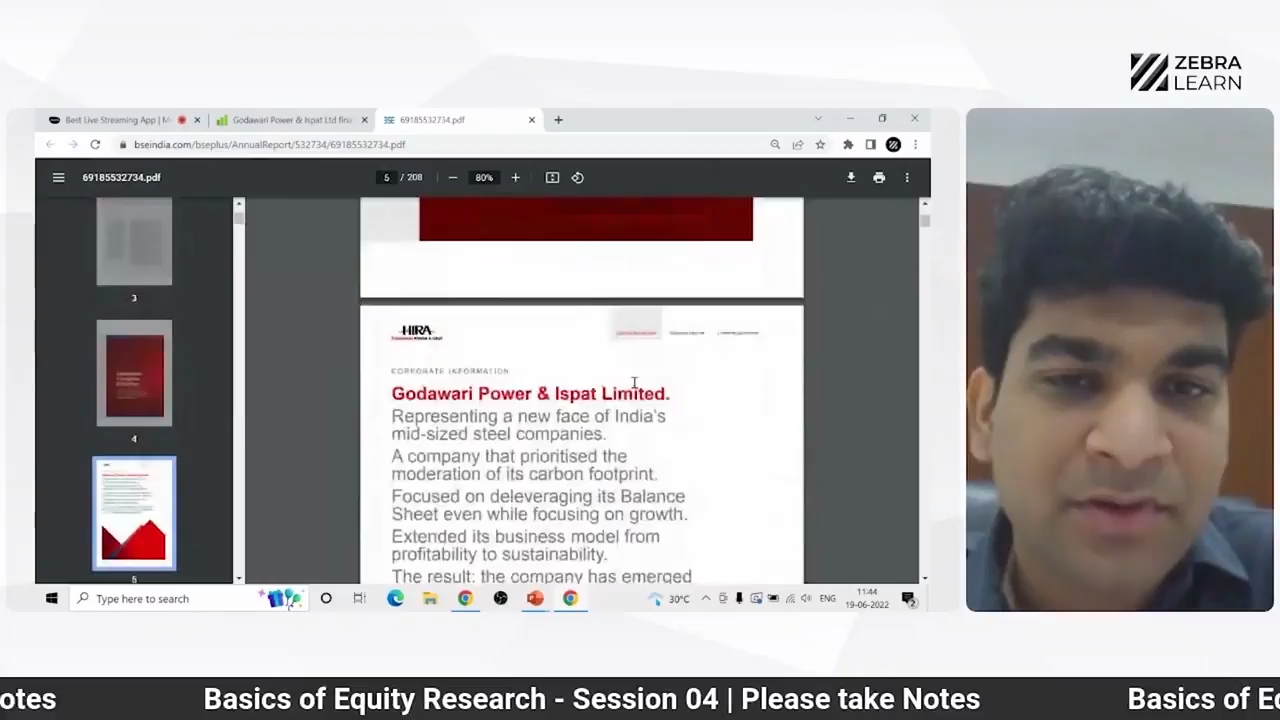 ZEBRA
LEARN
Best Live Streaming App | M
Godawari Power & Ispat Ltd fina
BSE
69185532734.pdf
bseindia.com/bseplus/AnnualReport/532734/69185532734.pdf
69185532734.pdf
5 / 208
80%
3
4
5
HIRA
CORPORATE INFORMATION
Godawari Power & Ispat Limited.
Representing a new face of India's
mid-sized steel companies.
A company that prioritised the
moderation of its carbon footprint.
Focused on deleveraging its Balance
Sheet even while focusing on growth.
Extended its business model from
profitability to sustainability.
The result: the company has emerged
Type here to search
30°C
ENG
11:44
19-06-2022
2
otes
Basics of Equity Research - Session 04 | Please take Notes
Basics of E